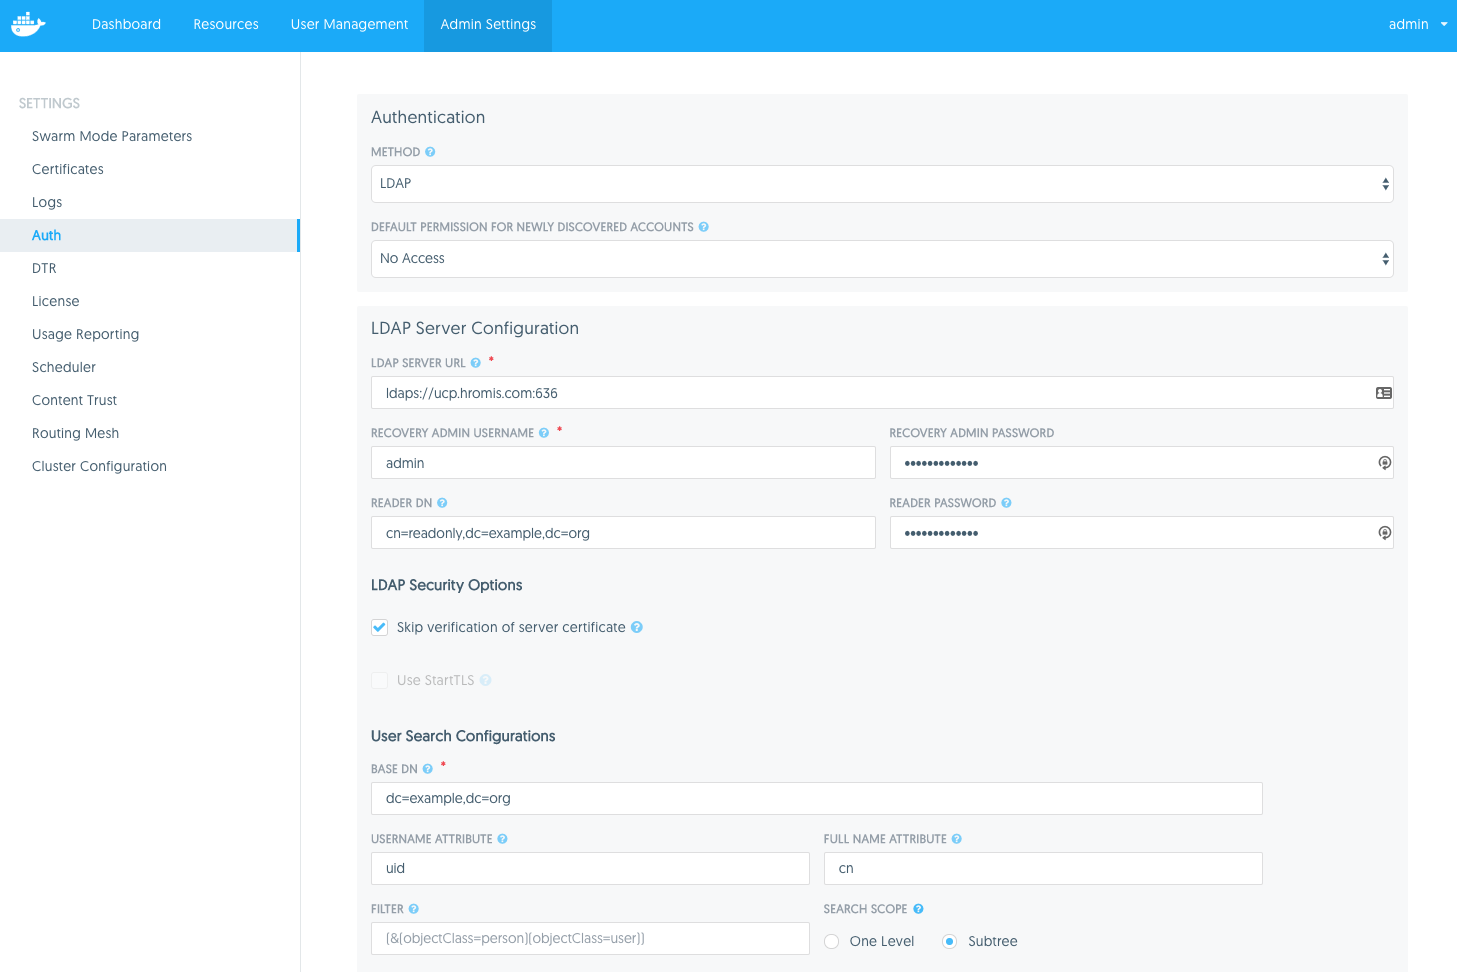 Dashboard Resources User Management Admin Settings admin
SETTINGS
Swarm Mode Parameters
Certificates
Logs
Auth
DTR
License
Usage Reporting
Scheduler
Content Trust
Routing Mesh
Cluster Configuration
Authentication
METHOD ?
LDAP
DEFAULT PERMISSION FOR NEWLY DISCOVERED ACCOUNTS ?
No Access
LDAP Server Configuration
LDAP SERVER URL ? *
ldaps://ucp.hromis.com:636
RECOVERY ADMIN USERNAME ? * RECOVERY ADMIN PASSWORD
admin •••••••••••••
READER DN ? READER PASSWORD ?
cn=readonly,dc=example,dc=org •••••••••••••
LDAP Security Options
Skip verification of server certificate ?
Use StartTLS ?
User Search Configurations
BASE DN ? *
dc=example,dc=org
USERNAME ATTRIBUTE ? FULL NAME ATTRIBUTE ?
uid cn
FILTER ? SEARCH SCOPE ?
(&(objectClass=person)(objectClass=user)) One Level Subtree